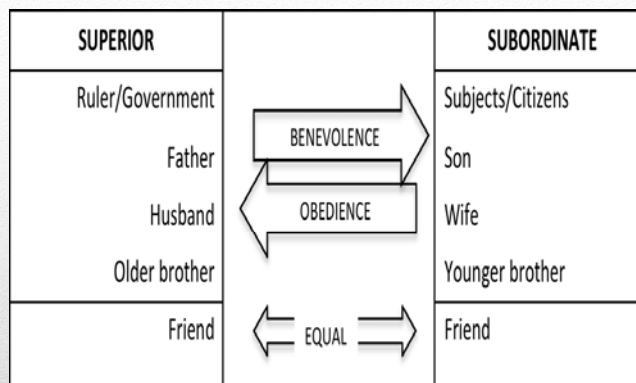 SUPERIOR SUBORDINATE
Ruler/Government Subjects/Citizens
BENEVOLENCE
Father Son
Husband OBEDIENCE Wife
Older brother Younger brother
Friend EQUAL Friend